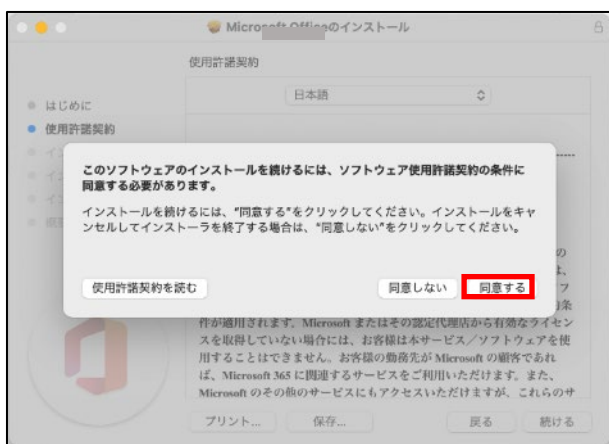 Microsoft Officeのインストール
使用許諾契約
日本語
はじめに
使用許諾契約
このソフトウェアのインストールを続けるには、ソフトウェア使用許諾契約の条件に
同意する必要があります。
インストールを続けるには、"同意する"をクリックしてください。インストールをキャ
ンセルしてインストーラを終了する場合は、"同意しない"をクリックしてください。
使用許諾契約を読む
同意しない
同意する
件が適用されます。Microsoft またはその認定代理店から有効なライセン
スを取得していない場合には、お客様は本サービス／ソフトウェアを使
用することはできません。お客様の勤務先が Microsoft の顧客であれ
ば、Microsoft 365 に関連するサービスをご利用いただけます。また、
Microsoft のその他のサービスにもアクセスいただけますが、これらのサ
プリント...
保存...
戻る
続ける